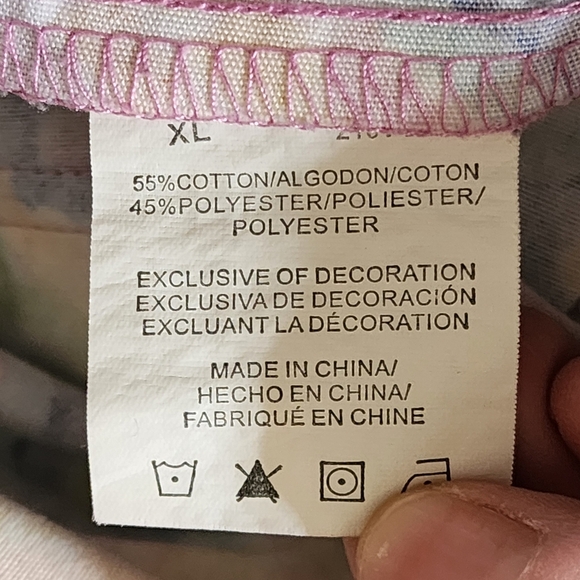 XL
55%COTTON/ALGODON/COTON
45%POLYESTER/POLIESTER/
POLYESTER
EXCLUSIVE OF DECORATION
EXCLUSIVA DE DECORACIÓN
EXCLUANT LA DÉCORATION
MADE IN CHINA/
HECHO EN CHINA/
FABRIQUÉ EN CHINE